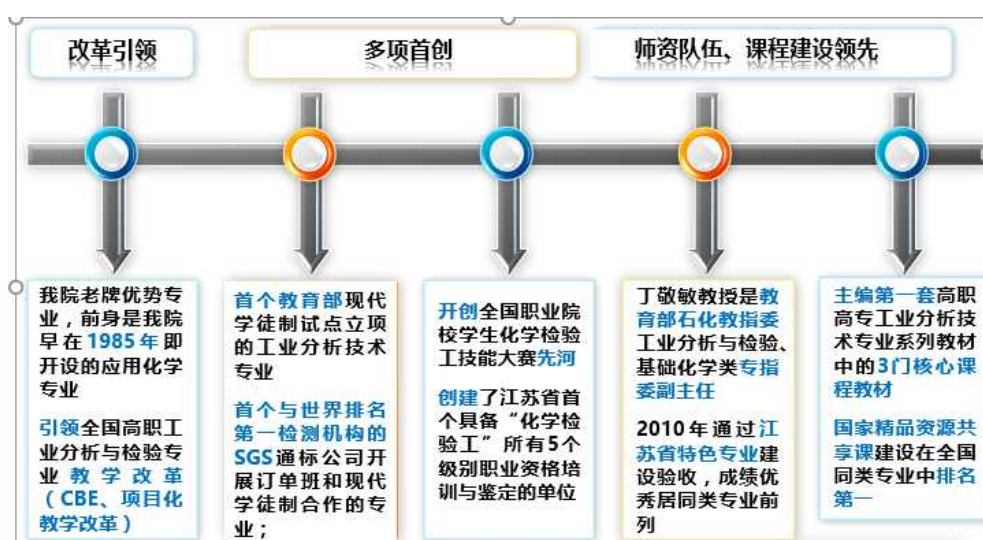 改革引领
多项首创
师资队伍、课程建设领先
我院老牌优势专
业，前身是我院
早在1985年即
开设的应用化学
专业
引领全国高职工
业分析与检验专
业教学改革
（CBE、项目化
教学改革）
首个教育部现代
学徒制试点立项
的工业分析技术
专业
首个与世界排名
第一检测机构的
SGS通标公司开
展订单班和现代
学徒制合作的专
业；
开创全国职业院
校学生化学检验
工技能大赛先河
创建了江苏省首
个具备“化学检
验工”所有5个
级别职业资格培
训与鉴定的单位
丁敬敏教授是教
育部石化教指委
工业分析与检验、
基础化学类专指
委副主任
2010年通过江
苏省特色专业建
设验收，成绩优
秀居同类专业前
列
主编第一套高职
高专工业分析技
术专业系列教材
中的3门核心课
程教材
国家精品资源共
享课建设在全国
同类专业中排名
第一